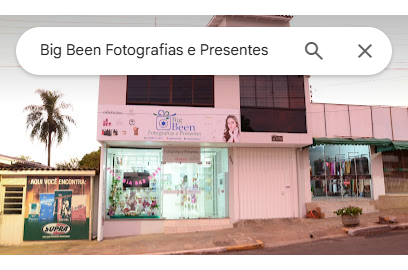 Big Been Fotografias e Presentes
Big
Been
Fotografias e Presentes
AQUI VOCÊ ENCONTRA:
SUPRA